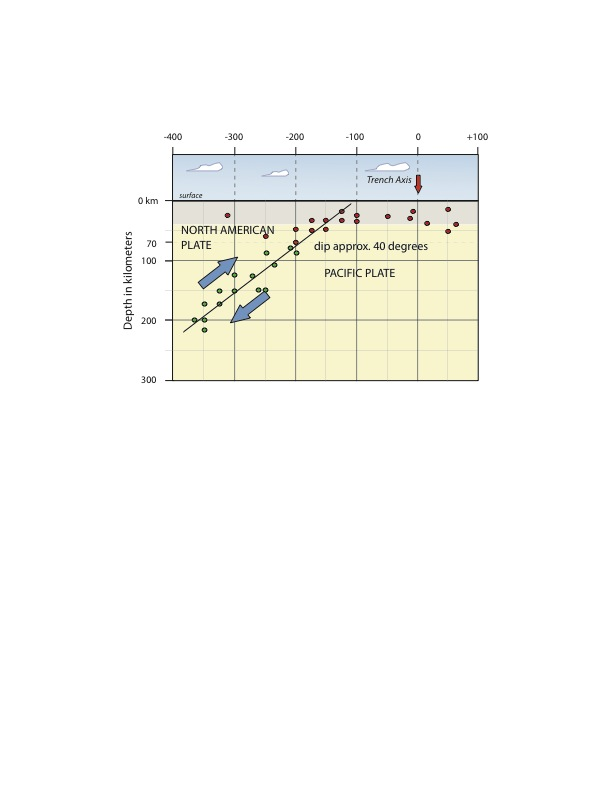 -400 -300 -200 -100 0 +100
Trench Axis
surface
0 km
NORTH AMERICAN
PLATE
70
dip approx. 40 degrees
100
PACIFIC PLATE
Depth in kilometers
200
300